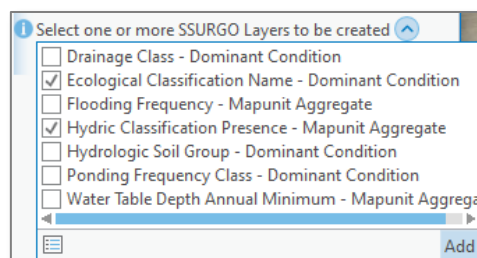 Select one or more SSURGO Layers to be created
Drainage Class - Dominant Condition
Ecological Classification Name - Dominant Condition
Flooding Frequency - Mapunit Aggregate
Hydric Classification Presence - Mapunit Aggregate
Hydrologic Soil Group - Dominant Condition
Ponding Frequency Class - Dominant Condition
Water Table Depth Annual Minimum - Mapunit Aggrega
Add